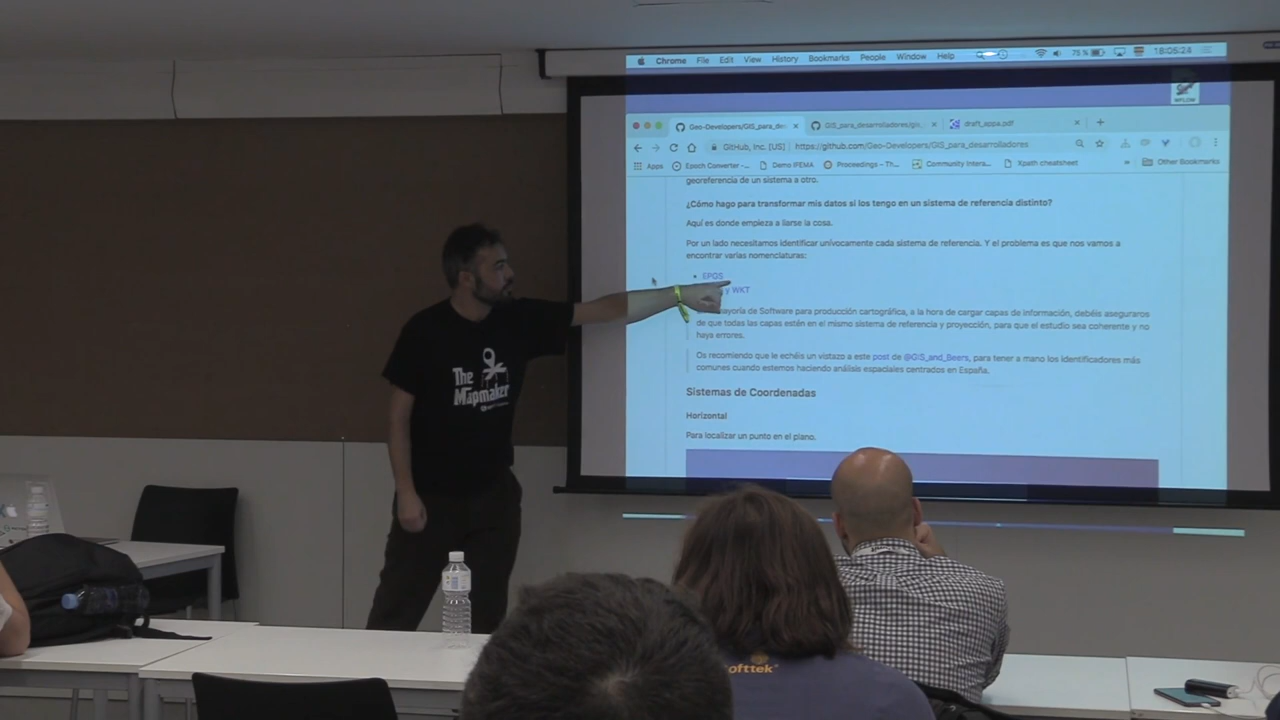 Chrome File Edit View History Bookmarks People Window Help 75 % 18:05:24
Geo-Developers/GIS_para_des GIS_para_desarrolladores/gis_ draft_appa.pdf
GitHub, Inc. [US] https://github.com/Geo-Developers/GIS_para_desarrolladores
Apps Epoch Converter -... Demo IFEMA Proceedings – Th... Community Intera... Xpath cheatsheet » Other Bookmarks
georeferencia de un sistema a otro.
¿Cómo hago para transformar mis datos si los tengo en un sistema de referencia distinto?
Aquí es donde empieza a liarse la cosa.
Por un lado necesitamos identificar unívocamente cada sistema de referencia. Y el problema es que nos vamos a
encontrar varias nomenclaturas:
• EPGS
y WKT
ayoría de Software para producción cartográfica, a la hora de cargar capas de información, debéis aseguraros
de que todas las capas estén en el mismo sistema de referencia y proyección, para que el estudio sea coherente y no
haya errores.
Os recomiendo que le echéis un vistazo a este post de @GIS_and_Beers, para tener a mano los identificadores más
comunes cuando estemos haciendo análisis espaciales centrados en España.
Sistemas de Coordenadas
Horizontal
Para localizar un punto en el plano.
The
Mapmaker
offtek